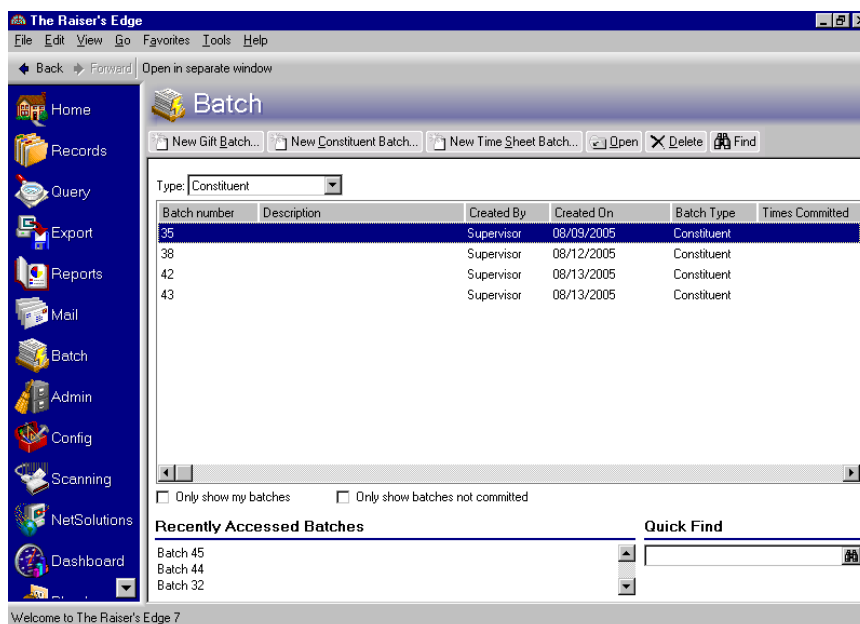 The Raiser's Edge
File Edit View Go Favorites Tools Help
Back Forward Open in separate window
Home
Records
Query
Export
Reports
Mail
Batch
Admin
Config
Scanning
NetSolutions
Dashboard
Batch
New Gift Batch... New Constituent Batch... New Time Sheet Batch... Open Delete Find
Type: Constituent
Batch number Description Created By Created On Batch Type Times Committed
35 Supervisor 08/09/2005 Constituent
38 Supervisor 08/12/2005 Constituent
42 Supervisor 08/13/2005 Constituent
43 Supervisor 08/13/2005 Constituent
Only show my batches Only show batches not committed
Recently Accessed Batches Quick Find
Batch 45
Batch 44
Batch 32
Welcome to The Raiser's Edge 7